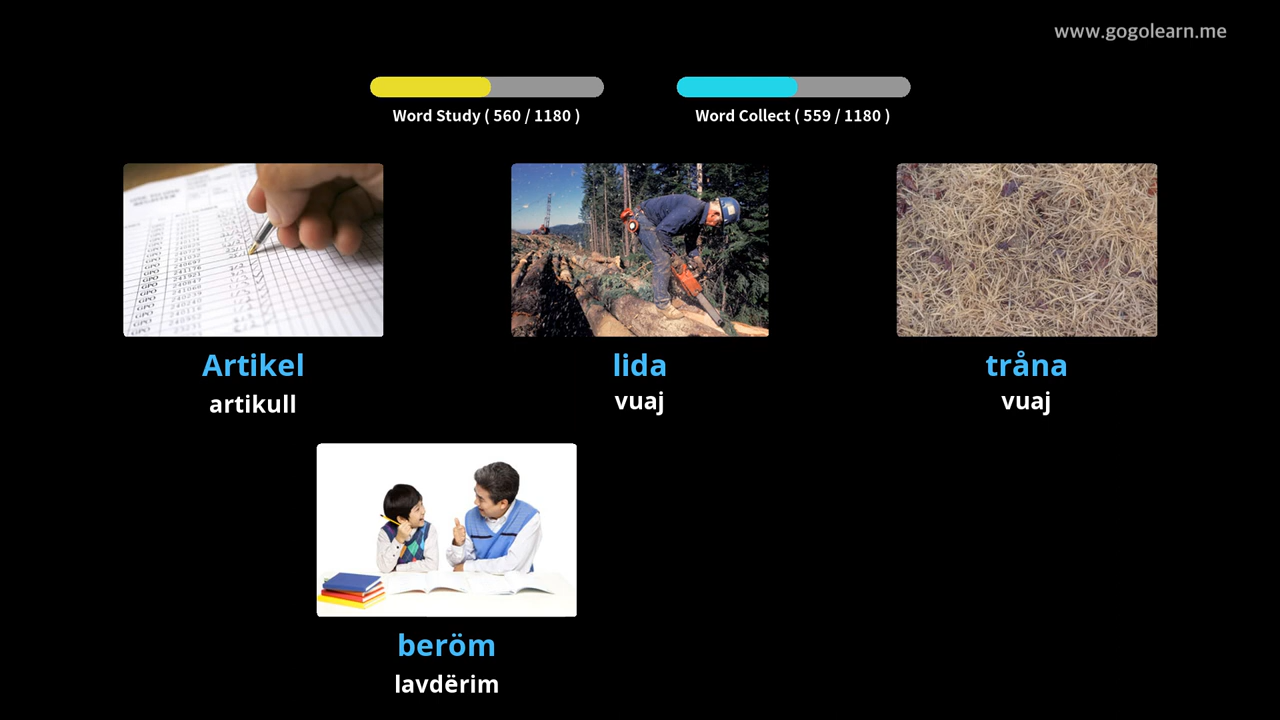 www.gogolearn.me
Word Study ( 560 / 1180 )
Word Collect ( 559 / 1180 )
Artikel
artikull
lida
vuaj
tråna
vuaj
beröm
lavdërim